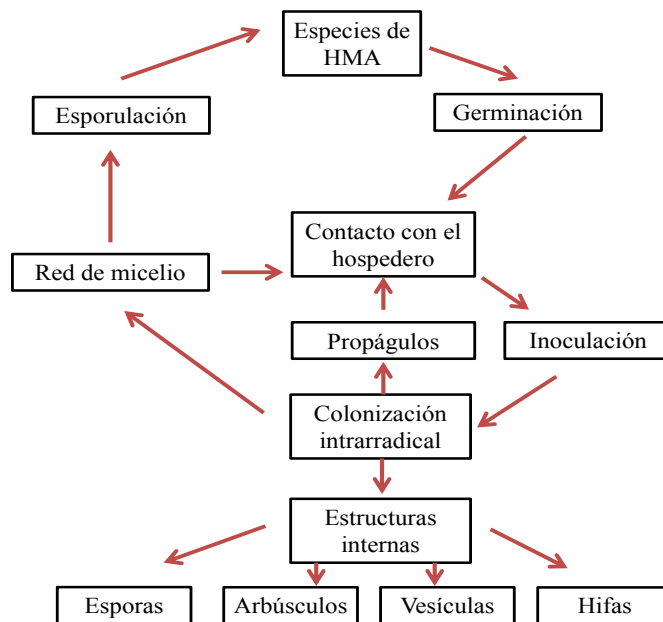 Especies de
HMA
Esporulación
Germinación
Contacto con el
hospedero
Red de micelio
Propágulos
Inoculación
Colonización
intrarradical
Estructuras
internas
Esporas
Arbúsculos
Vesículas
Hifas